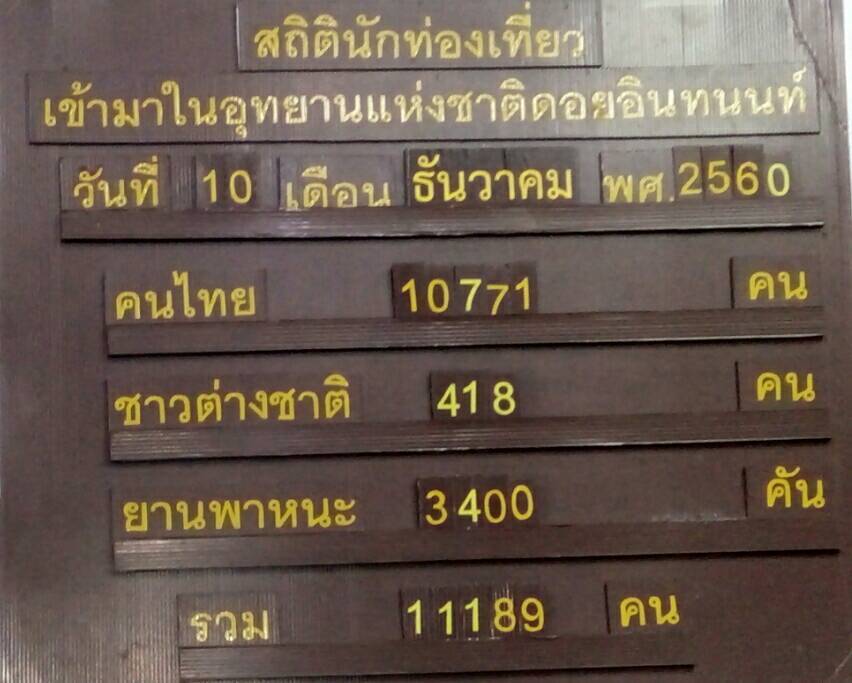 สถิตินักท่องเที่ยว
เข้ามาในอุทยานแห่งชาติดอยอินทนนท์
วันที่ 10 เดือน ธันวาคม พศ.2560
คนไทย 10771 คน
ชาวต่างชาติ 418 คน
ยานพาหนะ 3400 คัน
รวม 11189 คน